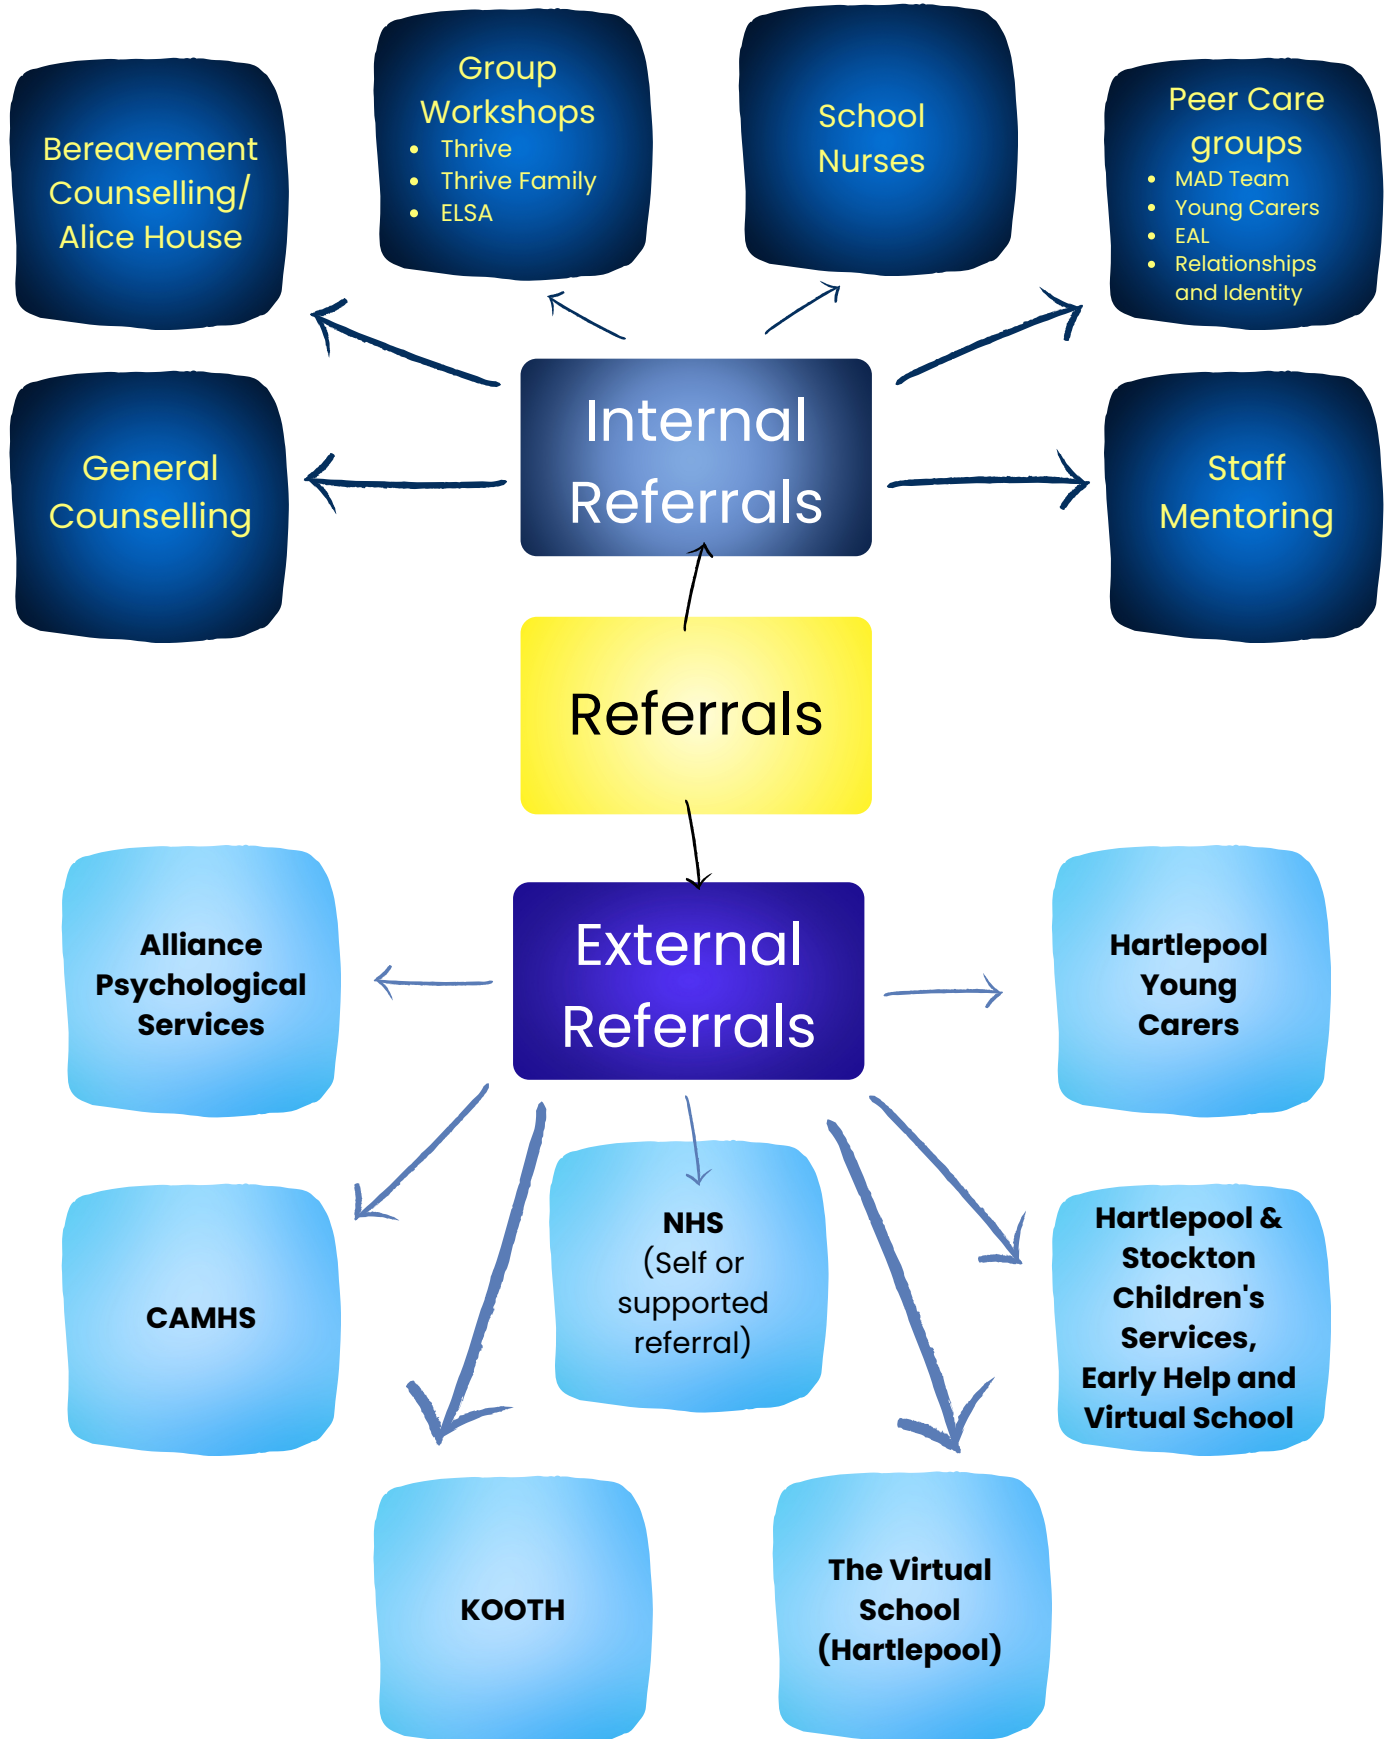 Bereavement
Counselling/
Alice House
Group
Workshops
• Thrive
• Thrive Family
• ELSA
School
Nurses
Peer Care
groups
• MAD Team
• Young Carers
• EAL
• Relationships
and Identity
General
Counselling
Internal
Referrals
Staff
Mentoring
Referrals
External
Referrals
Alliance
Psychological
Services
Hartlepool
Young
Carers
CAMHS
NHS
(Self or
supported
referral)
Hartlepool &
Stockton
Children's
Services,
Early Help and
Virtual School
KOOTH
The Virtual
School
(Hartlepool)